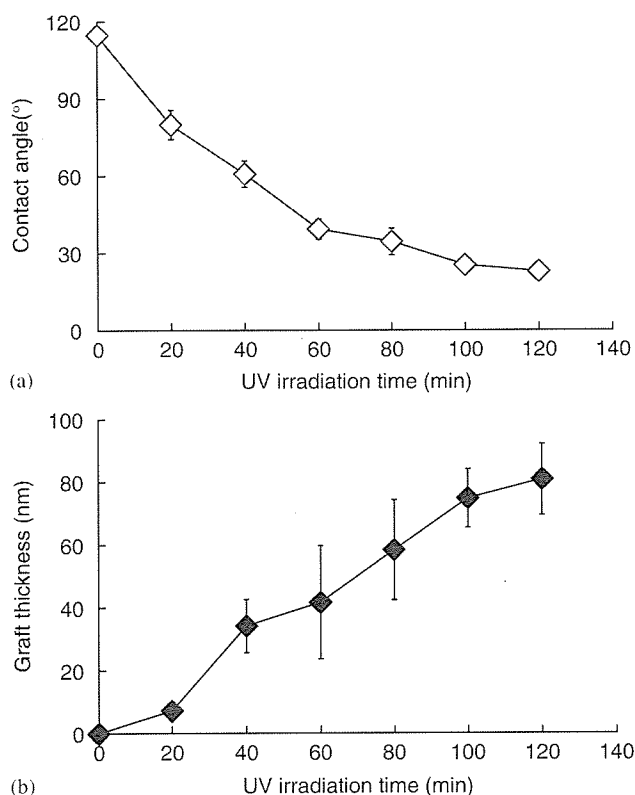 120
90
60
30
0
Contact angle(°)
0 20 40 60 80 100 120 140
(a) UV irradiation time (min)
100
80
60
40
20
0
Graft thickness (nm)
0 20 40 60 80 100 120 140
(b) UV irradiation time (min)